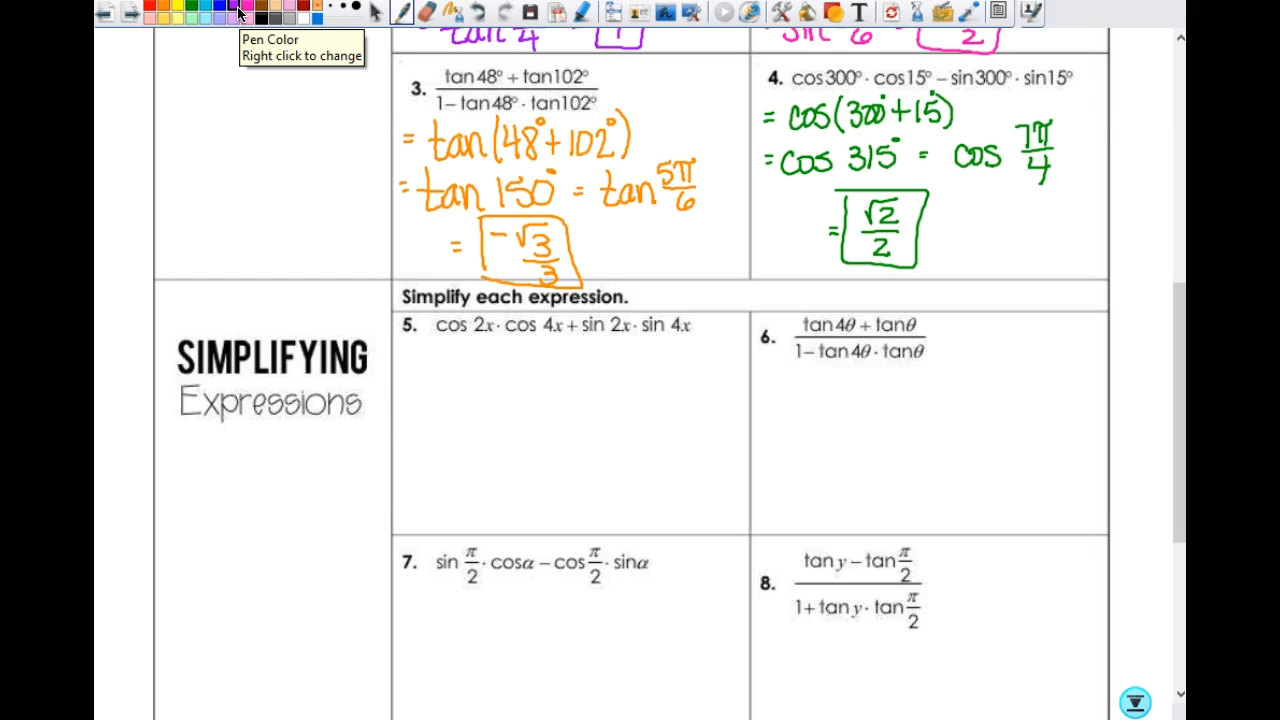 Pen Color
Right click to change
3. tan48° + tan102°
1 – tan48° · tan102°
= tan(48° + 102°)
= tan 150° = tan 5π/6
= -√3/3
4. cos300° · cos15° – sin300° · sin15°
= cos(300° + 15°)
= cos 315° = cos 7π/4
= √2/2
SIMPLIFYING
Expressions
Simplify each expression.
5. cos 2x · cos 4x + sin 2x · sin 4x
6. tan4θ + tanθ
1 – tan4θ · tanθ
7. sin π/2 · cosα – cos π/2 · sinα
8. tan y – tan π/2
1 + tan y · tan π/2